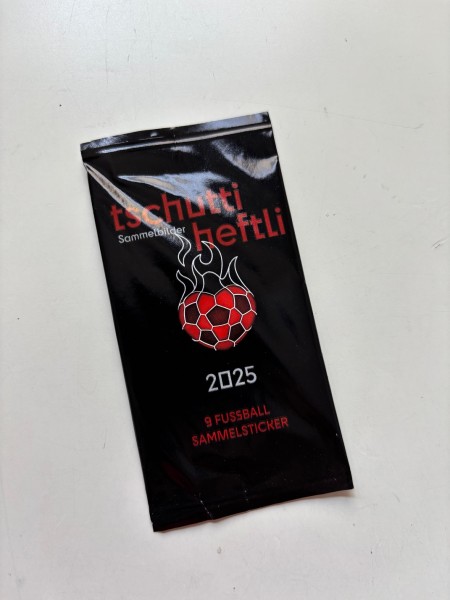 tschutti
Sammelbilder heftli
2025
9 FUSSBALL
SAMMELSTICKER